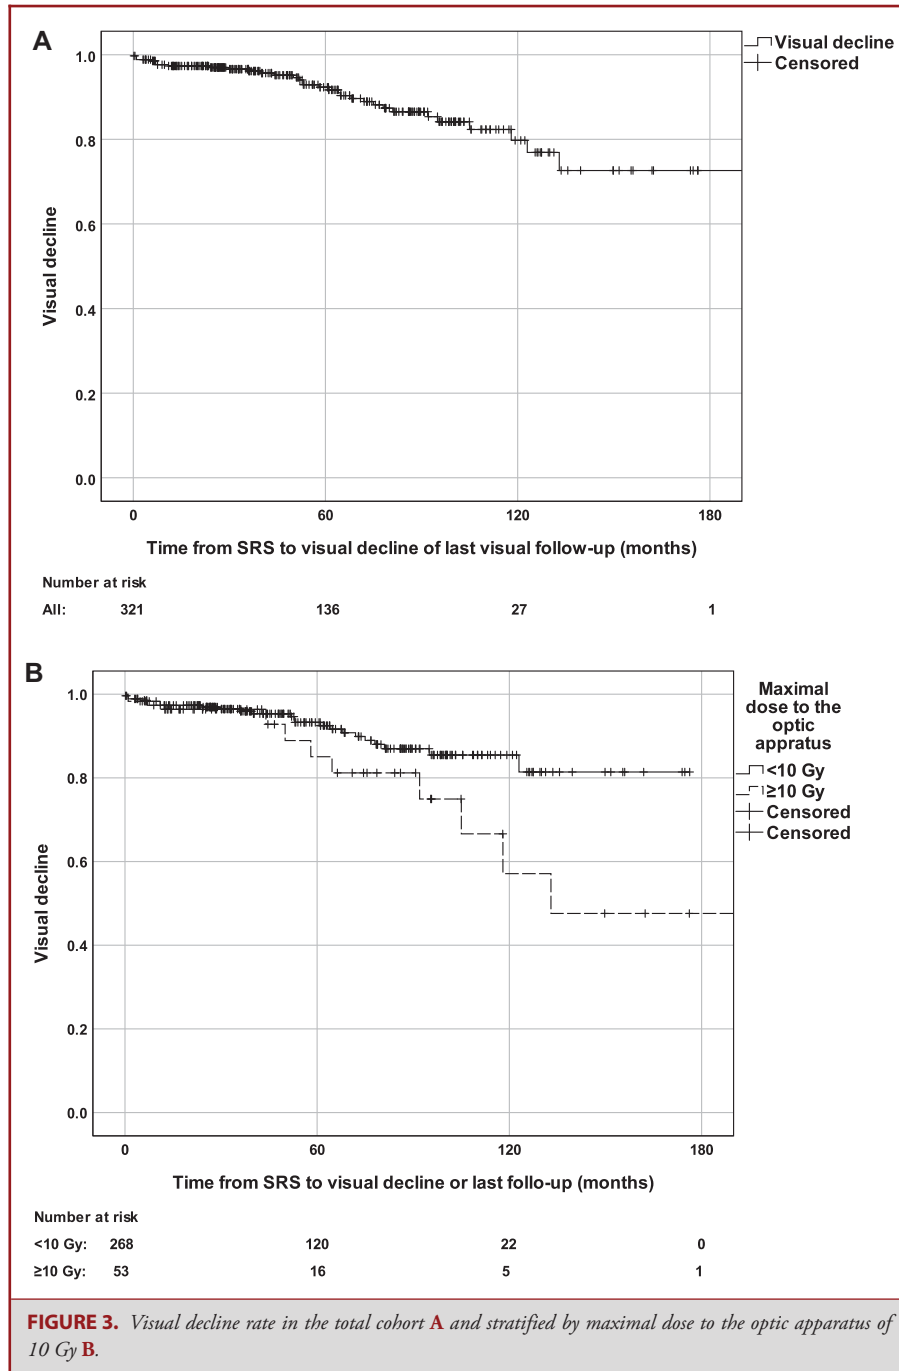 A
Visual decline
Censored
1.0
0.8
0.6
0.4
0.2
0.0
Visual decline
0 60 120 180
Time from SRS to visual decline of last visual follow-up (months)
Number at risk
All: 321 136 27 1
B
Maximal
dose to the
optic
appratus
<10 Gy
≥10 Gy
Censored
Censored
1.0
0.8
0.6
0.4
0.2
0.0
Visual decline
0 60 120 180
Time from SRS to visual decline or last follo-up (months)
Number at risk
<10 Gy: 268 120 22 0
≥10 Gy: 53 16 5 1
FIGURE 3. Visual decline rate in the total cohort A and stratified by maximal dose to the optic apparatus of
10 Gy B.